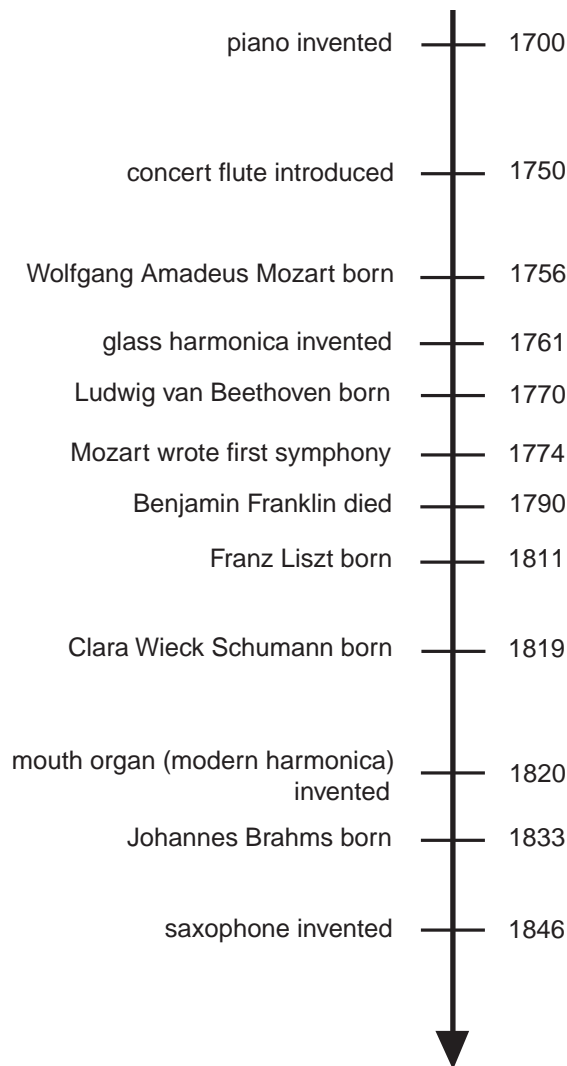 piano invented 1700
concert flute introduced 1750
Wolfgang Amadeus Mozart born 1756
glass harmonica invented 1761
Ludwig van Beethoven born 1770
Mozart wrote first symphony 1774
Benjamin Franklin died 1790
Franz Liszt born 1811
Clara Wieck Schumann born 1819
mouth organ (modern harmonica)
invented 1820
Johannes Brahms born 1833
saxophone invented 1846